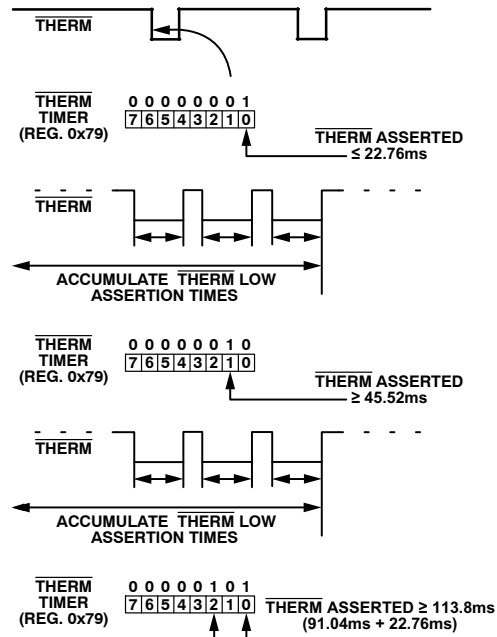 THERM
THERM
TIMER
(REG. 0x79)
0 0 0 0 0 0 0 1
7 6 5 4 3 2 1 0
THERM ASSERTED
≤ 22.76ms
THERM
ACCUMULATE THERM LOW
ASSERTION TIMES
THERM
TIMER
(REG. 0x79)
0 0 0 0 0 0 1 0
7 6 5 4 3 2 1 0
THERM ASSERTED
≥ 45.52ms
THERM
ACCUMULATE THERM LOW
ASSERTION TIMES
THERM
TIMER
(REG. 0x79)
0 0 0 0 0 1 0 1
7 6 5 4 3 2 1 0
THERM ASSERTED ≥ 113.8ms
(91.04ms + 22.76ms)